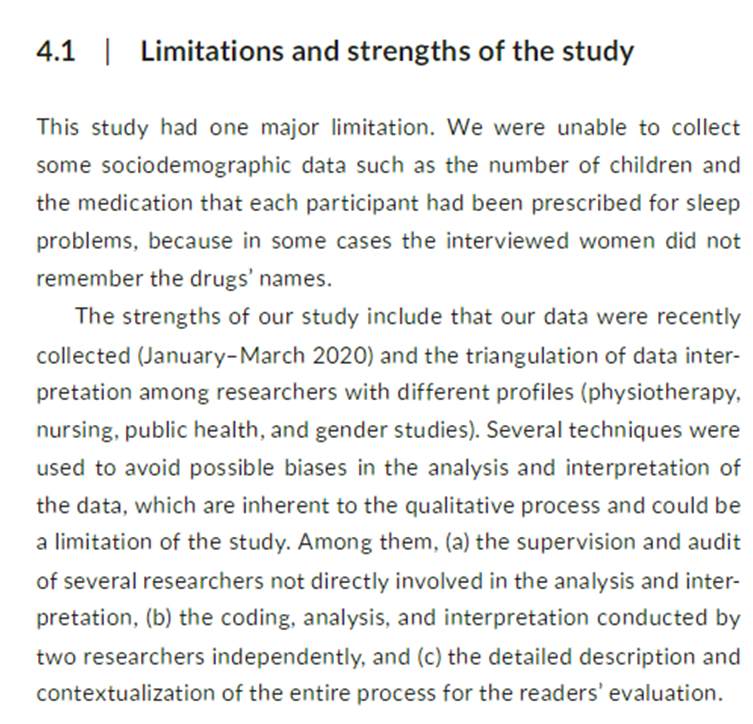 4.1 | Limitations and strengths of the study
This study had one major limitation. We were unable to collect
some sociodemographic data such as the number of children and
the medication that each participant had been prescribed for sleep
problems, because in some cases the interviewed women did not
remember the drugs' names.
The strengths of our study include that our data were recently
collected (January–March 2020) and the triangulation of data inter-
pretation among researchers with different profiles (physiotherapy,
nursing, public health, and gender studies). Several techniques were
used to avoid possible biases in the analysis and interpretation of
the data, which are inherent to the qualitative process and could be
a limitation of the study. Among them, (a) the supervision and audit
of several researchers not directly involved in the analysis and inter-
pretation, (b) the coding, analysis, and interpretation conducted by
two researchers independently, and (c) the detailed description and
contextualization of the entire process for the readers' evaluation.